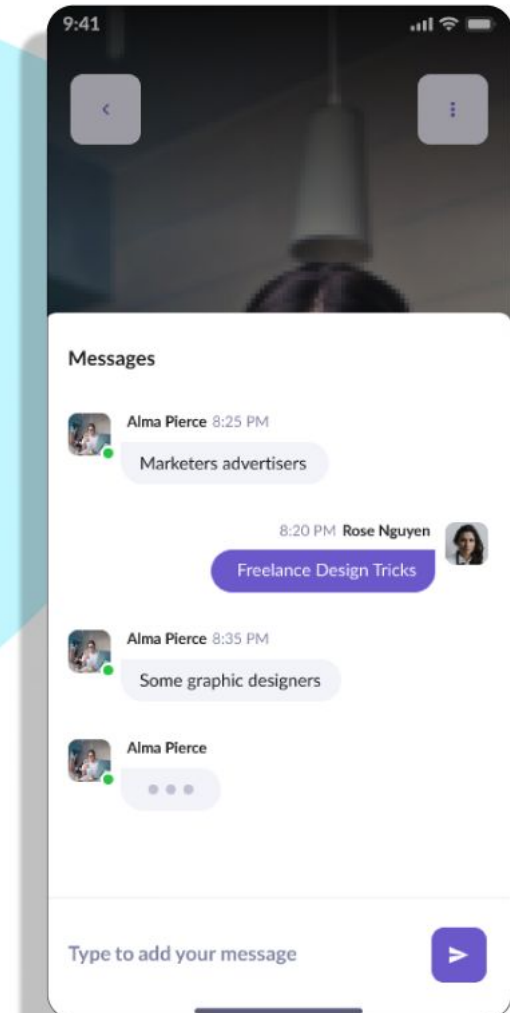 9:41
Messages
Alma Pierce 8:25 PM
Marketers advertisers
8:20 PM Rose Nguyen
Freelance Design Tricks
Alma Pierce 8:35 PM
Some graphic designers
Alma Pierce
Type to add your message